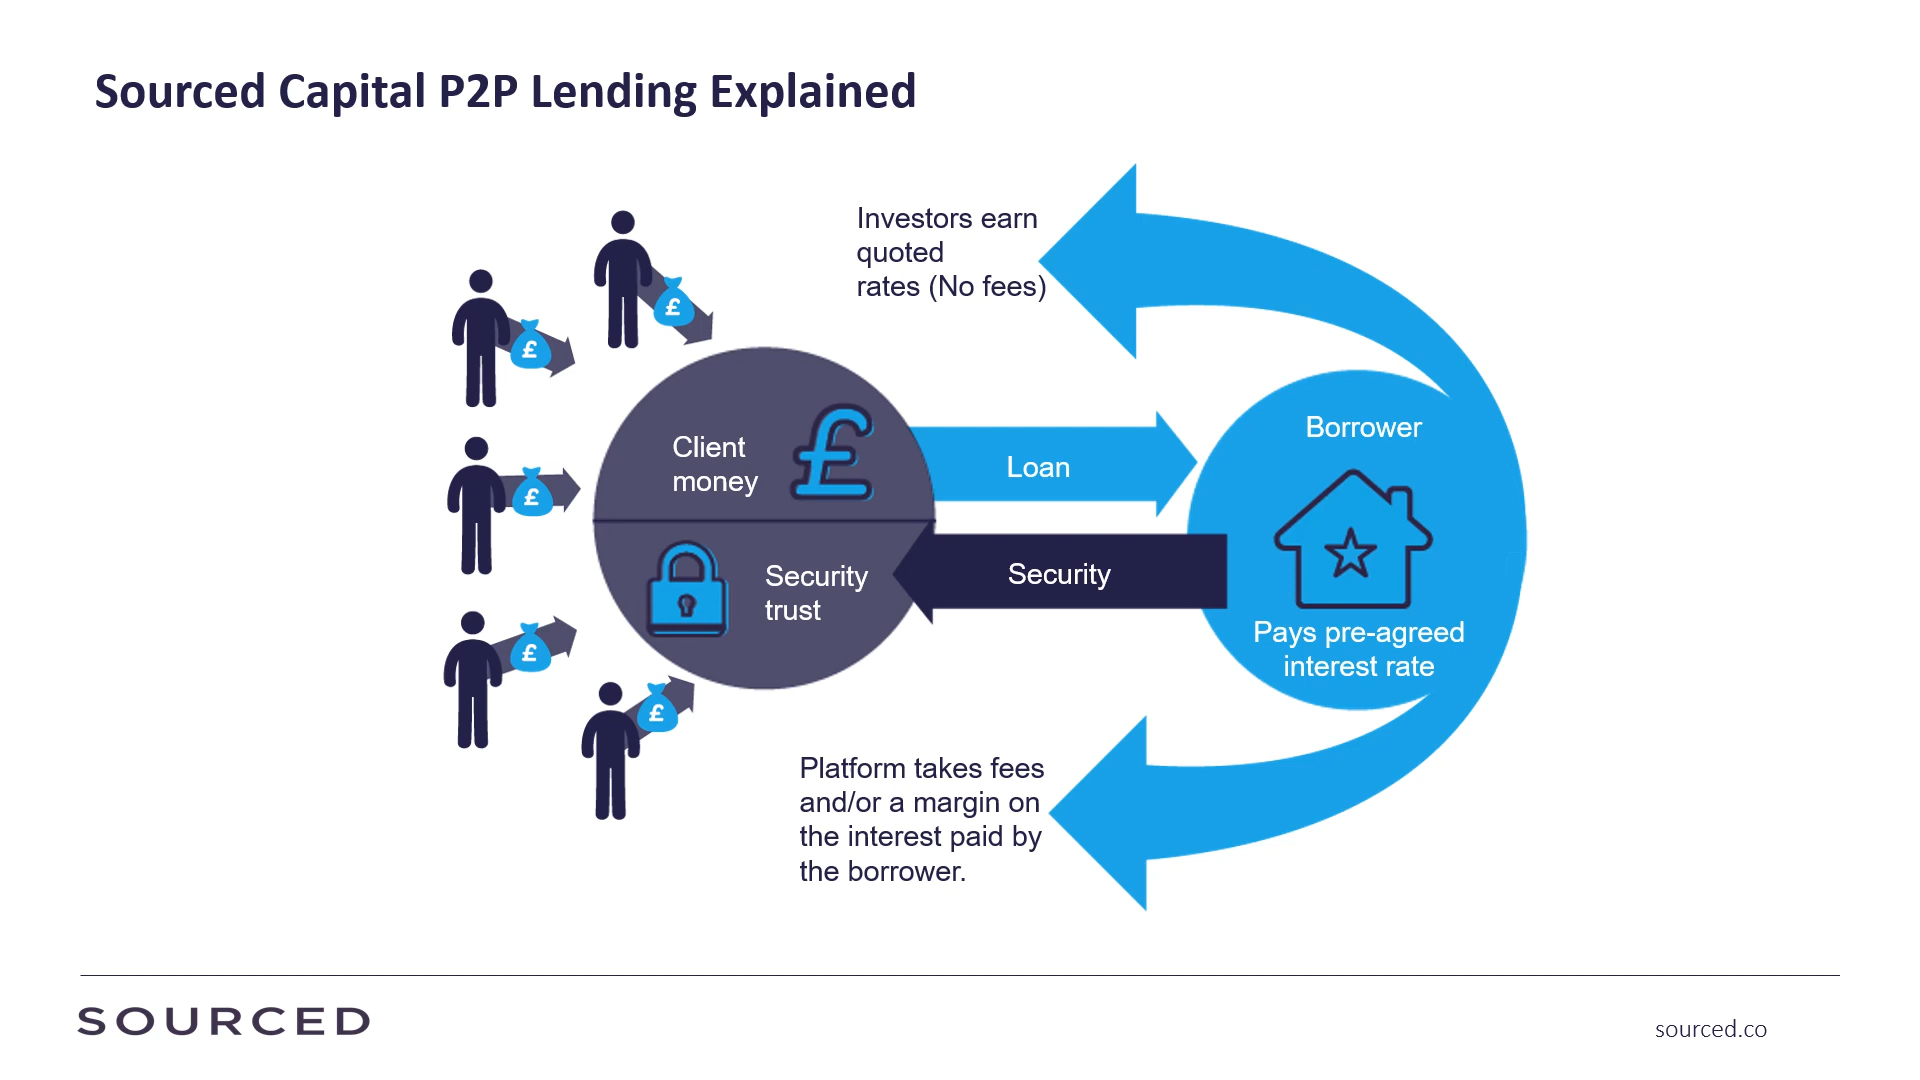 Sourced Capital P2P Lending Explained
Investors earn
quoted
rates (No fees)
£
£
£
£
£
Client
money
£
Loan
Borrower
Security
trust
Security
Pays pre-agreed
interest rate
Platform takes fees
and/or a margin on
the interest paid by
the borrower.
SOURCED
sourced.co